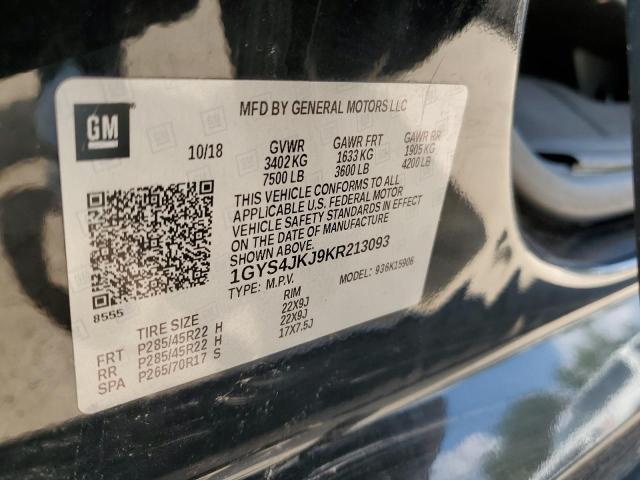 GM
MFD BY GENERAL MOTORS LLC
10/18
GVWR
3402 KG
7500 LB
GAWR FRT
1633 KG
3600 LB
GAWR RR
1905 KG
4200 LB
THIS VEHICLE CONFORMS TO ALL
APPLICABLE U.S. FEDERAL MOTOR
VEHICLE SAFETY STANDARDS IN EFFECT
ON THE DATE OF MANUFACTURE
SHOWN ABOVE.
1GYS4JKJ9KR213093
TYPE: M.P.V.
MODEL: 936K15906
8555
TIRE SIZE
RIM
FRT P285/45R22 H 22X9J
RR P285/45R22 H 22X9J
SPA P265/70R17 S 17X7.5J